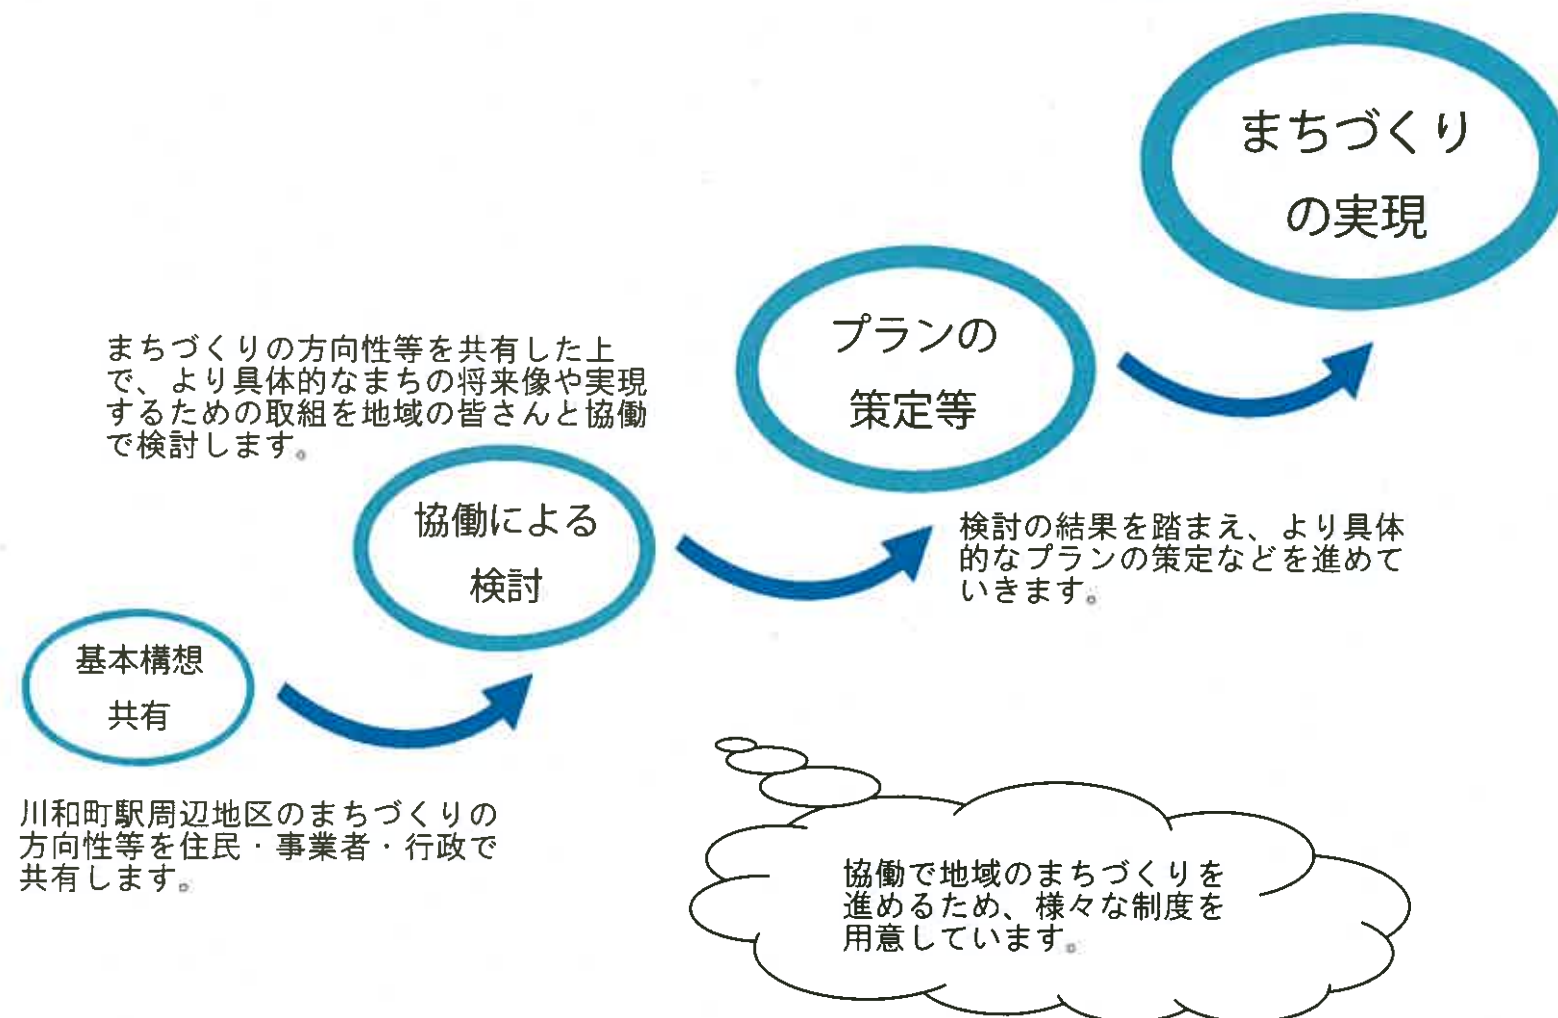 まちづくり
の実現
プランの
策定等
まちづくりの方向性等を共有した上
で、より具体的なまちの将来像や実現
するための取組を地域の皆さんと協働
で検討します。
協働による
検討
検討の結果を踏まえ、より具体
的なプランの策定などを進めて
いきます。
基本構想
共有
川和町駅周辺地区のまちづくりの
方向性等を住民・事業者・行政で
共有します。
協働で地域のまちづくりを
進めるため、様々な制度を
用意しています。